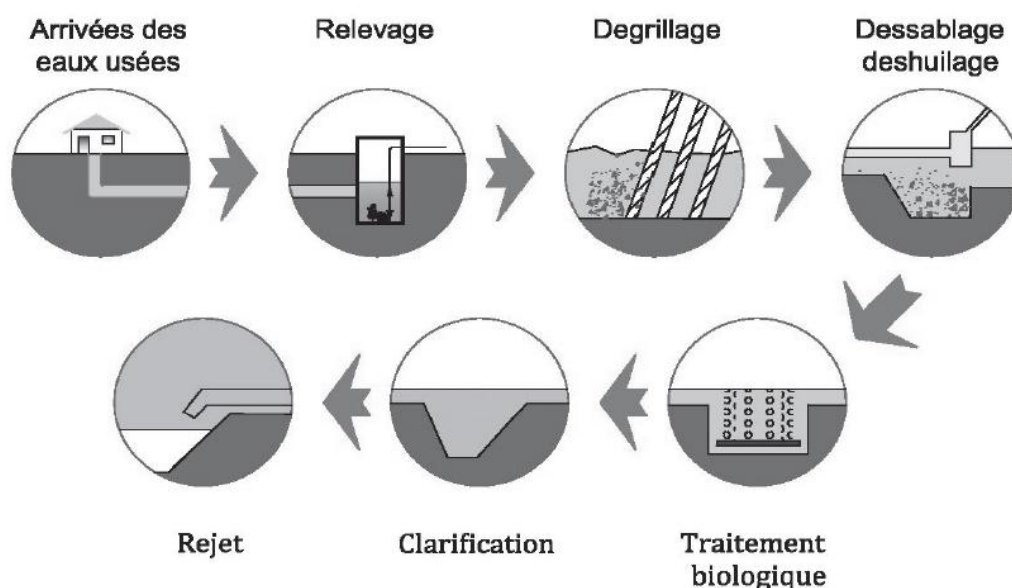 Arrivées des
eaux usées
Relevage
Degrillage
Dessablage
deshuilage
Rejet
Clarification
Traitement
biologique